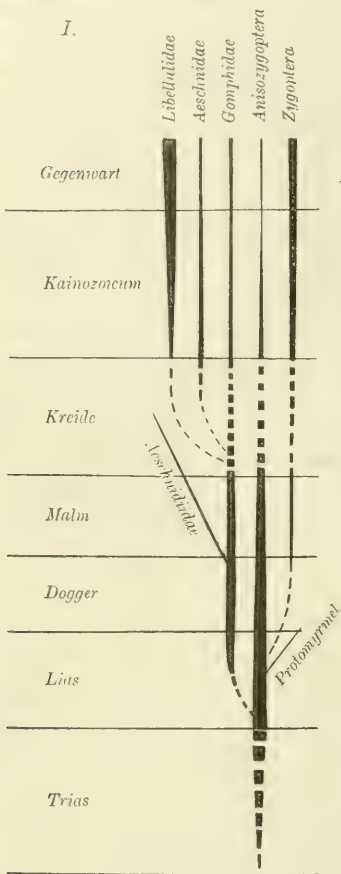 I.
Libellulidae
Aeschnidae
Gomphidae
Anisozygoptera
Zygoptera
Gegenwart
Kainozoicum
Kreide
Aeschnidiidae
Malm
Dogger
Protomyrmel
Lias
Trias